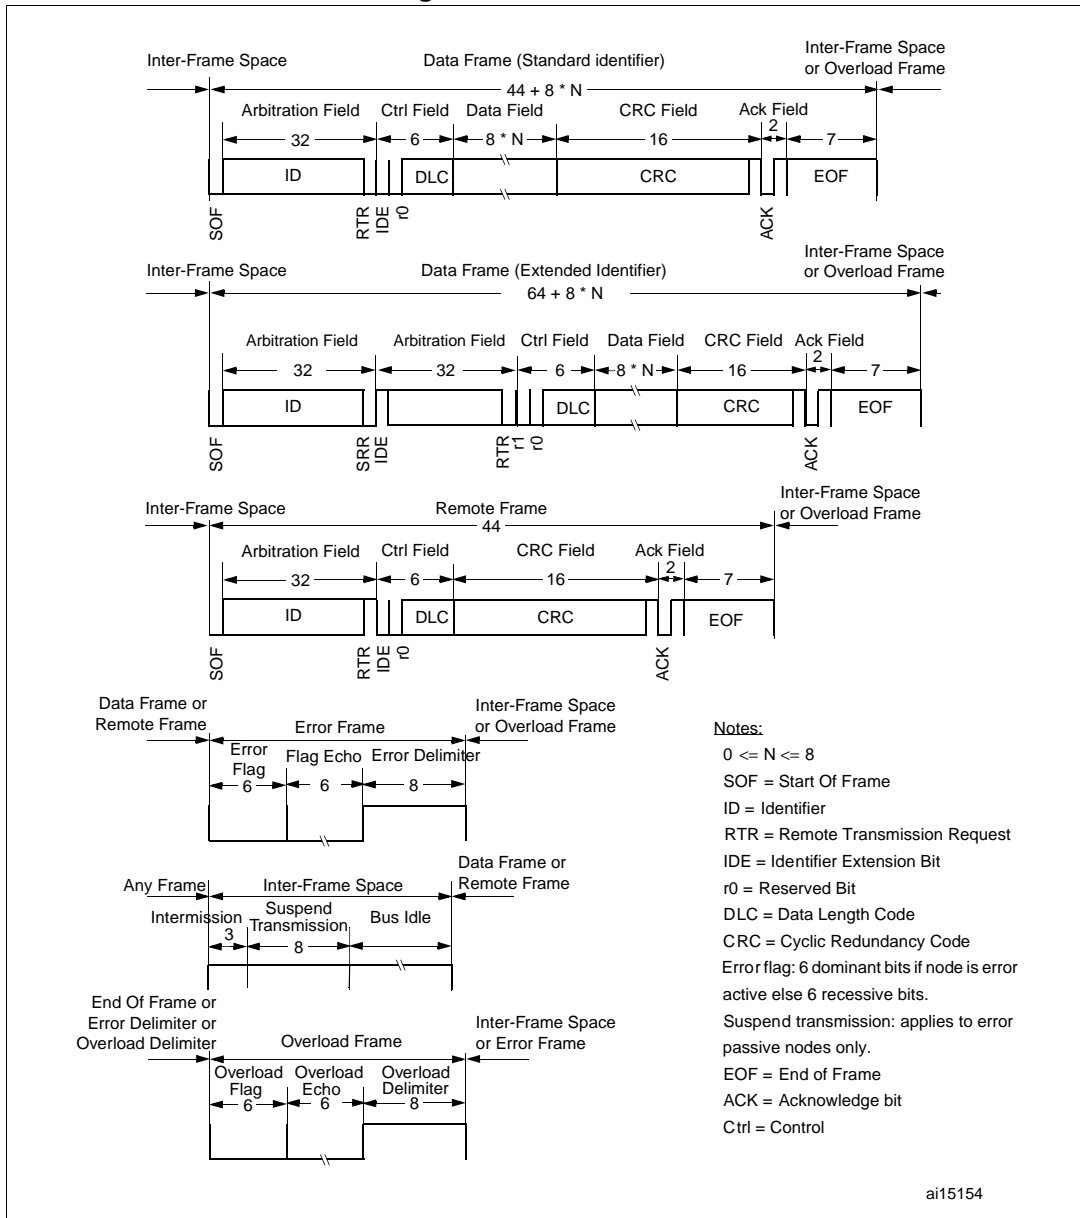 Inter-Frame Space
Data Frame (Standard identifier)
Inter-Frame Space
or Overload Frame
44 + 8 * N
Arbitration Field
Ctrl Field
Data Field
CRC Field
Ack Field
32
6
8 * N
16
2
7
ID
DLC
CRC
EOF
SOF
RTR
IDE
r0
ACK
Inter-Frame Space
Data Frame (Extended Identifier)
Inter-Frame Space
or Overload Frame
64 + 8 * N
Arbitration Field
Arbitration Field
Ctrl Field
Data Field
CRC Field
Ack Field
32
32
6
8 * N
16
2
7
ID
DLC
CRC
EOF
SOF
SRR
IDE
RTR
r1
r0
ACK
Inter-Frame Space
Remote Frame
Inter-Frame Space
or Overload Frame
44
Arbitration Field
Ctrl Field
CRC Field
Ack Field
32
6
16
2
7
ID
DLC
CRC
EOF
SOF
RTR
IDE
r0
ACK
Data Frame or
Remote Frame
Error Frame
Inter-Frame Space
or Overload Frame
Error
Flag
Flag Echo
Error Delimiter
6
6
8
Any Frame
Inter-Frame Space
Data Frame or
Remote Frame
Intermission
Suspend
Transmission
Bus Idle
3
8
End Of Frame or
Error Delimiter or
Overload Delimiter
Overload Frame
Inter-Frame Space
or Error Frame
Overload
Flag
Overload
Echo
Overload
Delimiter
6
6
8
Notes:
0 <= N <= 8
SOF = Start Of Frame
ID = Identifier
RTR = Remote Transmission Request
IDE = Identifier Extension Bit
r0 = Reserved Bit
DLC = Data Length Code
CRC = Cyclic Redundancy Code
Error flag: 6 dominant bits if node is error
active else 6 recessive bits.
Suspend transmission: applies to error
passive nodes only.
EOF = End of Frame
ACK = Acknowledge bit
Ctrl = Control
ai15154